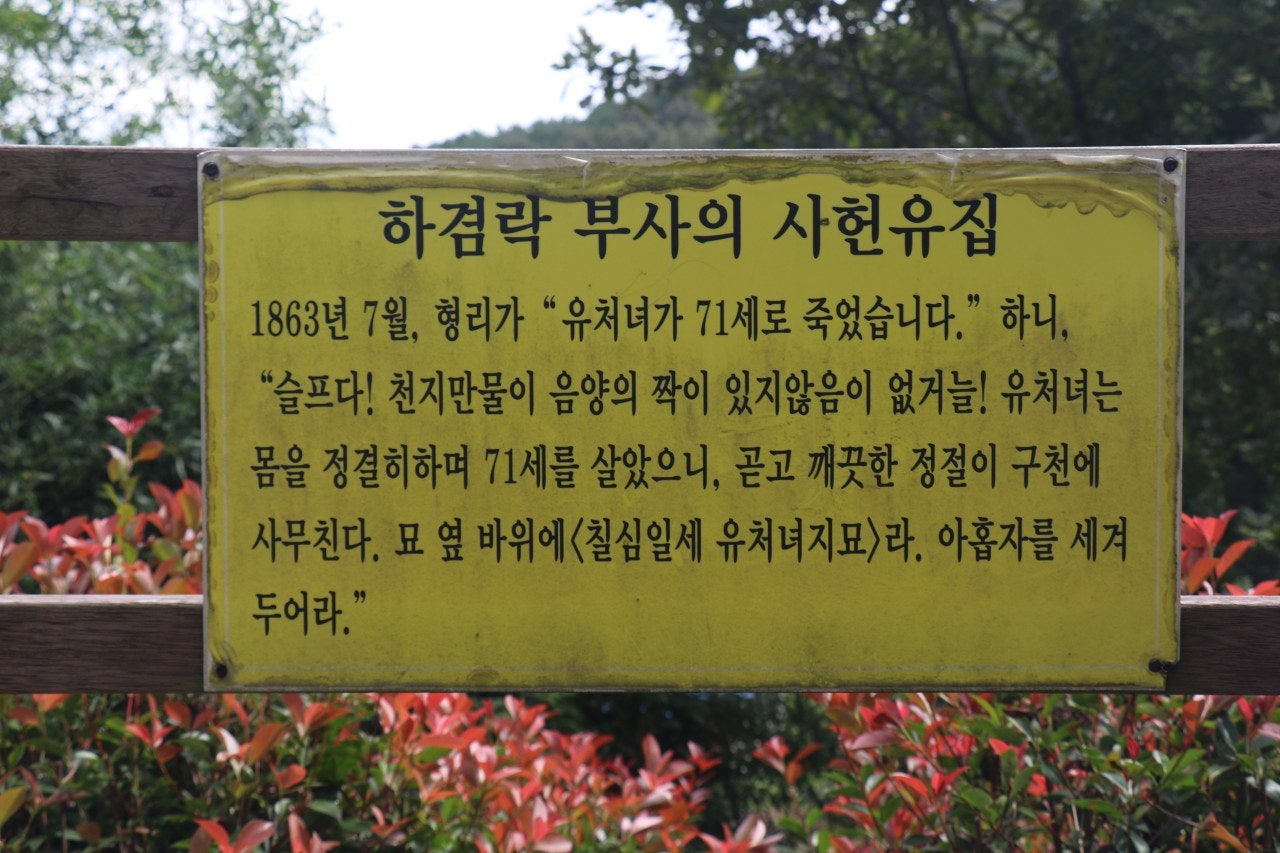 하겸락 부사의 사헌유집
1863년 7월, 형리가 “유처녀가 71세로 죽었습니다.” 하니,
“슬프다! 천지만물이 음양의 짝이 있지않음이 없거늘! 유처녀는
몸을 정결히하며 71세를 살았으니, 곧고 깨끗한 정절이 구천에
사무친다. 묘 옆 바위에〈칠심일세 유처녀지묘〉라. 아홉자를 세겨
두어라.”